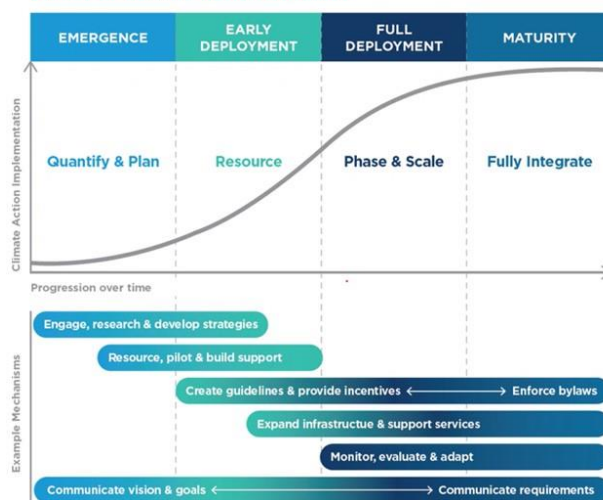 EMERGENCE
EARLY
DEPLOYMENT
FULL
DEPLOYMENT
MATURITY
Climate Action Implementation
Quantify & Plan
Resource
Phase & Scale
Fully Integrate
Progression over time
Example Mechanisms
Engage, research & develop strategies
Resource, pilot & build support
Create guidelines & provide incentives
Enforce bylaws
Expand infrastructue & support services
Monitor, evaluate & adapt
Communicate vision & goals
Communicate requirements